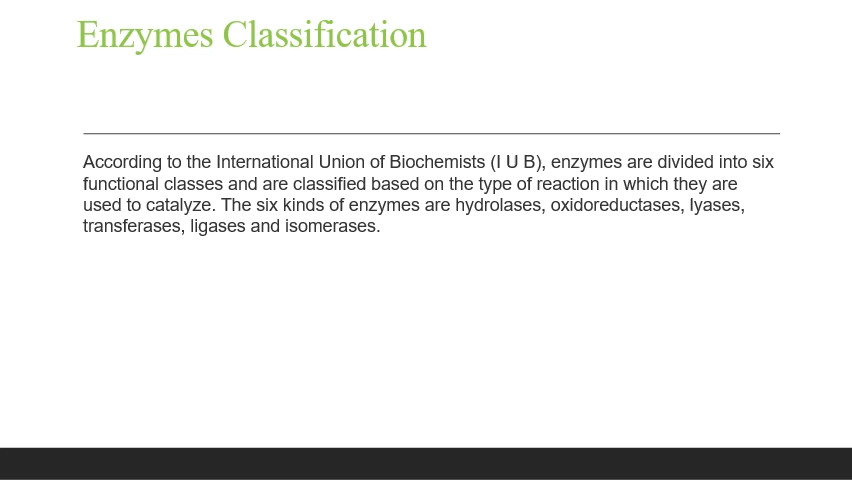 Enzymes Classification
According to the International Union of Biochemists (I U B), enzymes are divided into six
functional classes and are classified based on the type of reaction in which they are
used to catalyze. The six kinds of enzymes are hydrolases, oxidoreductases, lyases,
transferases, ligases and isomerases.